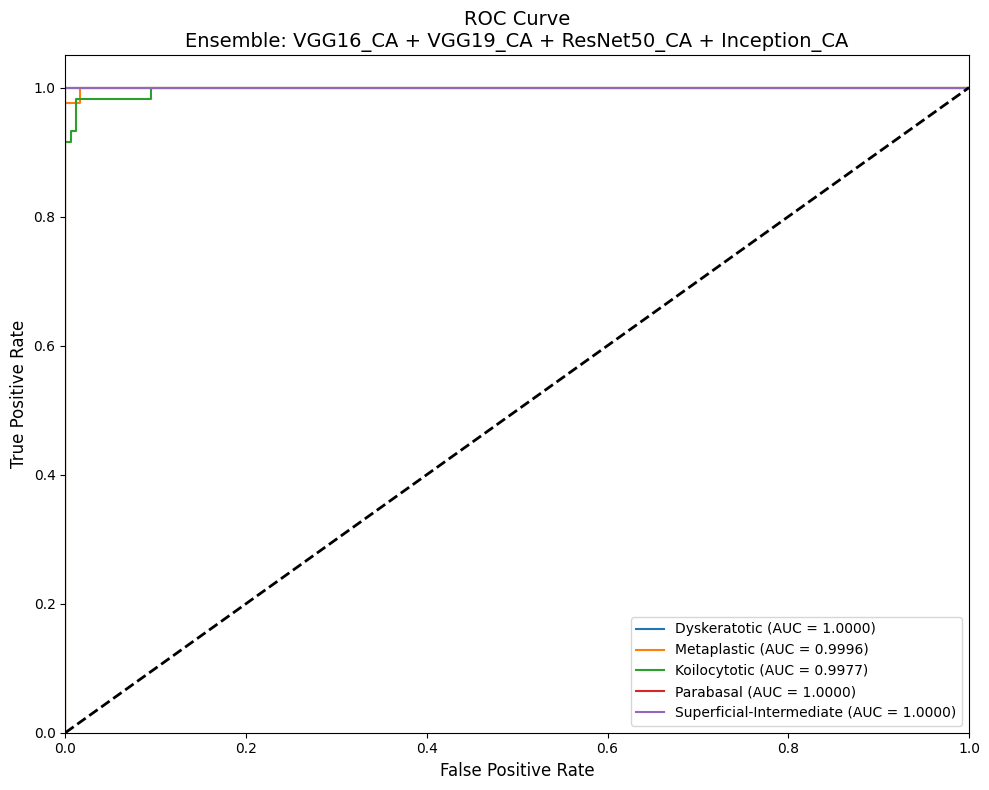 ROC Curve
Ensemble: VGG16_CA + VGG19_CA + ResNet50_CA + Inception_CA
True Positive Rate
1.0
0.8
0.6
0.4
0.2
0.0
0.0 0.2 0.4 0.6 0.8 1.0
False Positive Rate
Dyskeratotic (AUC = 1.0000)
Metaplastic (AUC = 0.9996)
Koilocytotic (AUC = 0.9977)
Parabasal (AUC = 1.0000)
Superficial-Intermediate (AUC = 1.0000)